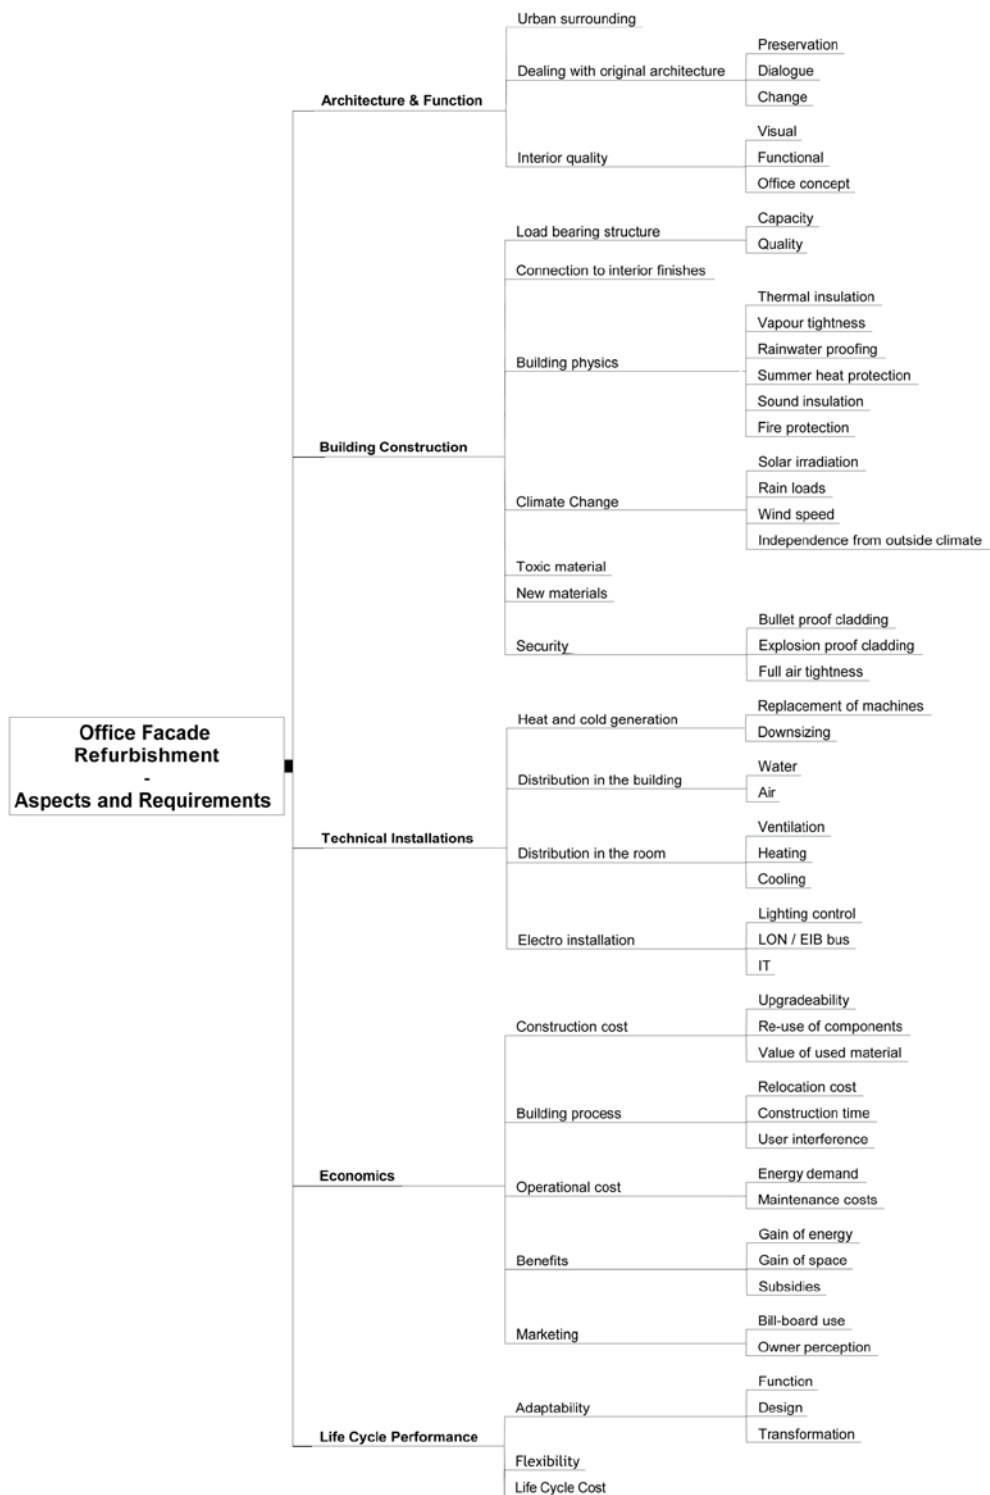 Office Facade
Refurbishment
-
Aspects and Requirements
Architecture & Function
Urban surrounding
Dealing with original architecture
Preservation
Dialogue
Change
Interior quality
Visual
Functional
Office concept
Building Construction
Load bearing structure
Capacity
Quality
Connection to interior finishes
Building physics
Thermal insulation
Vapour tightness
Rainwater proofing
Summer heat protection
Sound insulation
Fire protection
Climate Change
Solar irradiation
Rain loads
Wind speed
Independence from outside climate
Toxic material
New materials
Security
Bullet proof cladding
Explosion proof cladding
Full air tightness
Technical Installations
Heat and cold generation
Replacement of machines
Downsizing
Distribution in the building
Water
Air
Distribution in the room
Ventilation
Heating
Cooling
Electro installation
Lighting control
LON / EIB bus
IT
Economics
Construction cost
Upgradeability
Re-use of components
Value of used material
Building process
Relocation cost
Construction time
User interference
Operational cost
Energy demand
Maintenance costs
Benefits
Gain of energy
Gain of space
Subsidies
Marketing
Bill-board use
Owner perception
Life Cycle Performance
Adaptability
Function
Design
Transformation
Flexibility
Life Cycle Cost